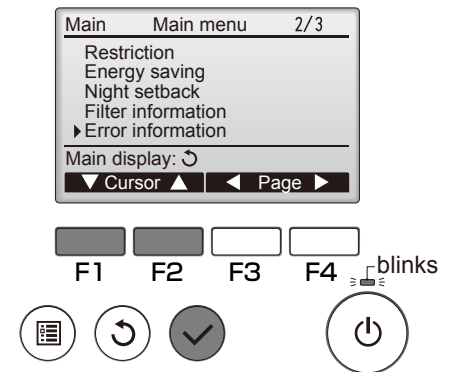 Main Main menu 2/3
Restriction
Energy saving
Night setback
Filter information
Error information
Main display:
Cursor Page
F1 F2 F3 F4
blinks